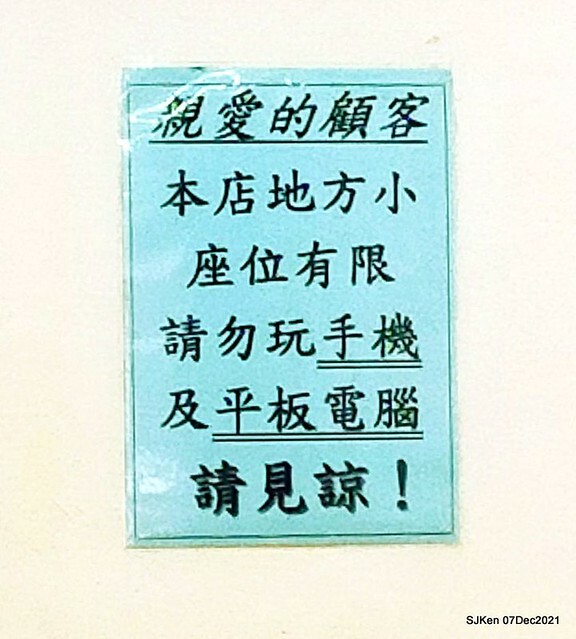 親愛的顧客
本店地方小
座位有限
請勿玩手機
及平板電腦
請見諒！
SJKen 07Dec2021